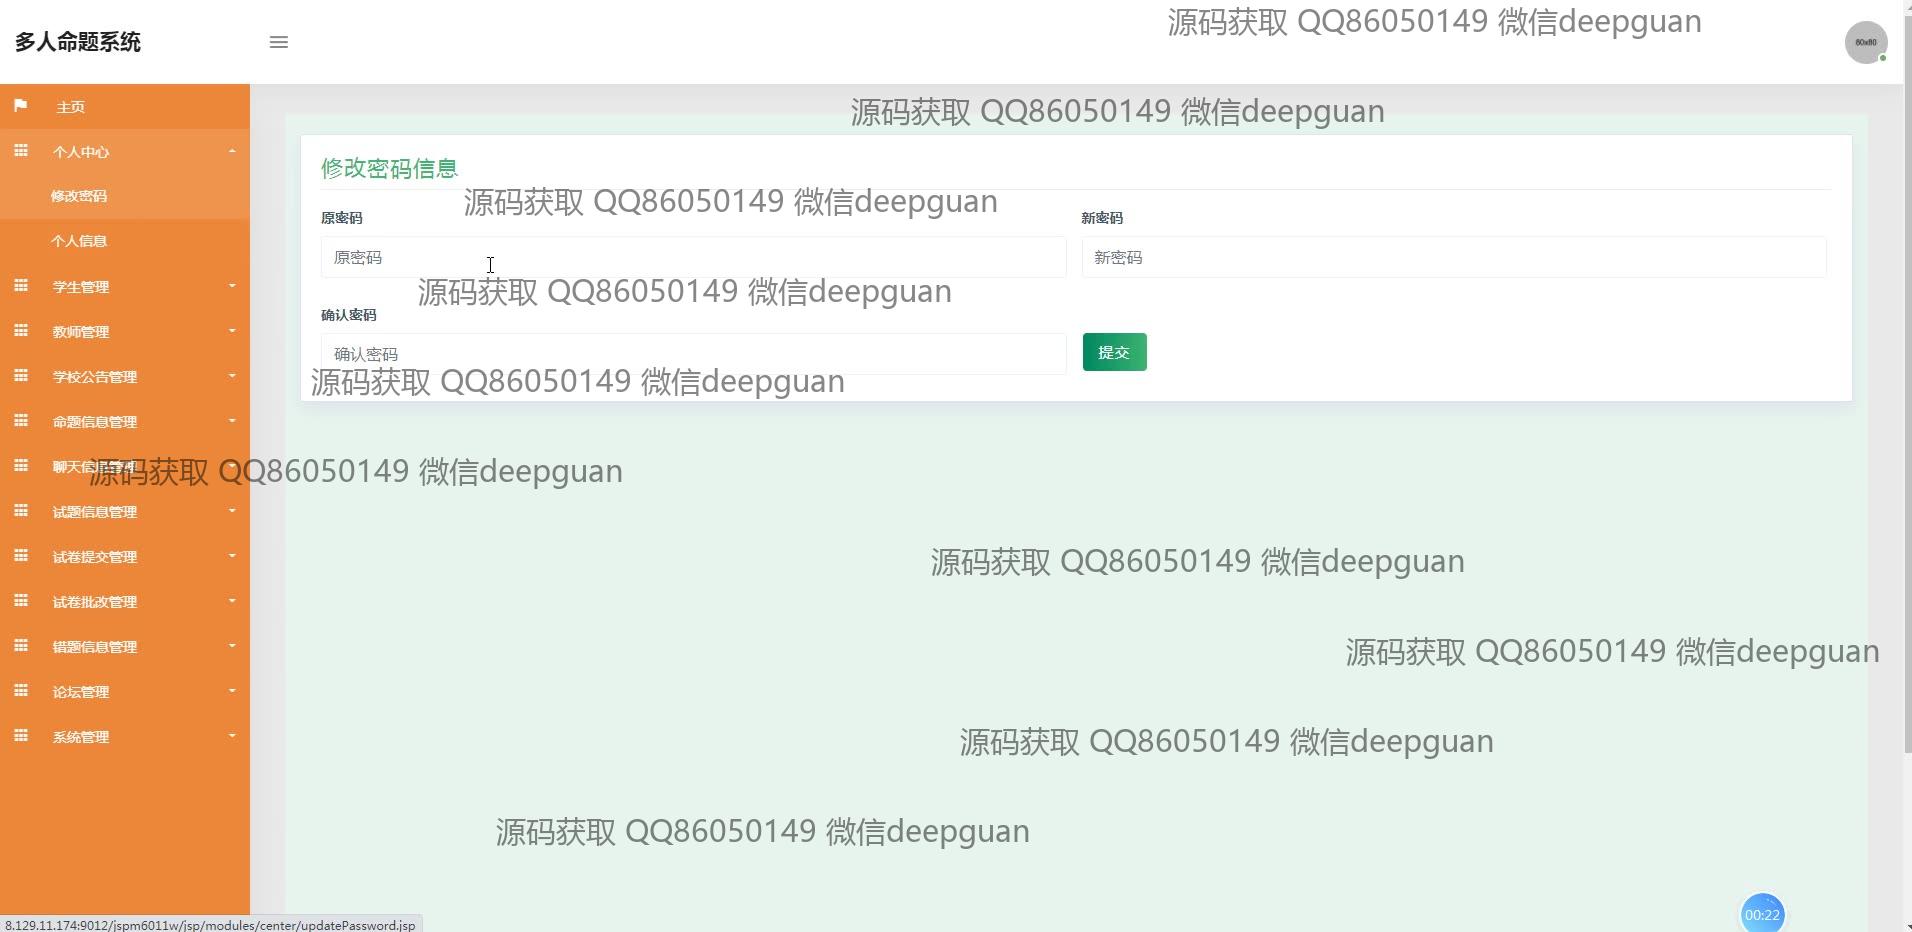 源码获取 QQ86050149 微信deepguan
多人命题系统
60x60
主页
源码获取 QQ86050149 微信deepguan
个人中心
修改密码信息
修改密码
源码获取 QQ86050149 微信deepguan
原密码
新密码
个人信息
原密码
新密码
学生管理
源码获取 QQ86050149 微信deepguan
确认密码
教师管理
确认密码
提交
学校公告管理
源码获取 QQ86050149 微信deepguan
命题信息管理
聊天信息管理
源码获取 QQ86050149 微信deepguan
试题信息管理
试卷提交管理
源码获取 QQ86050149 微信deepguan
试卷批改管理
错题信息管理
源码获取 QQ86050149 微信deepguan
论坛管理
系统管理
源码获取 QQ86050149 微信deepguan
源码获取 QQ86050149 微信deepguan
00:22
8.129.11.174:9012/jspm6011w/jsp/modules/center/updatePassword.jsp